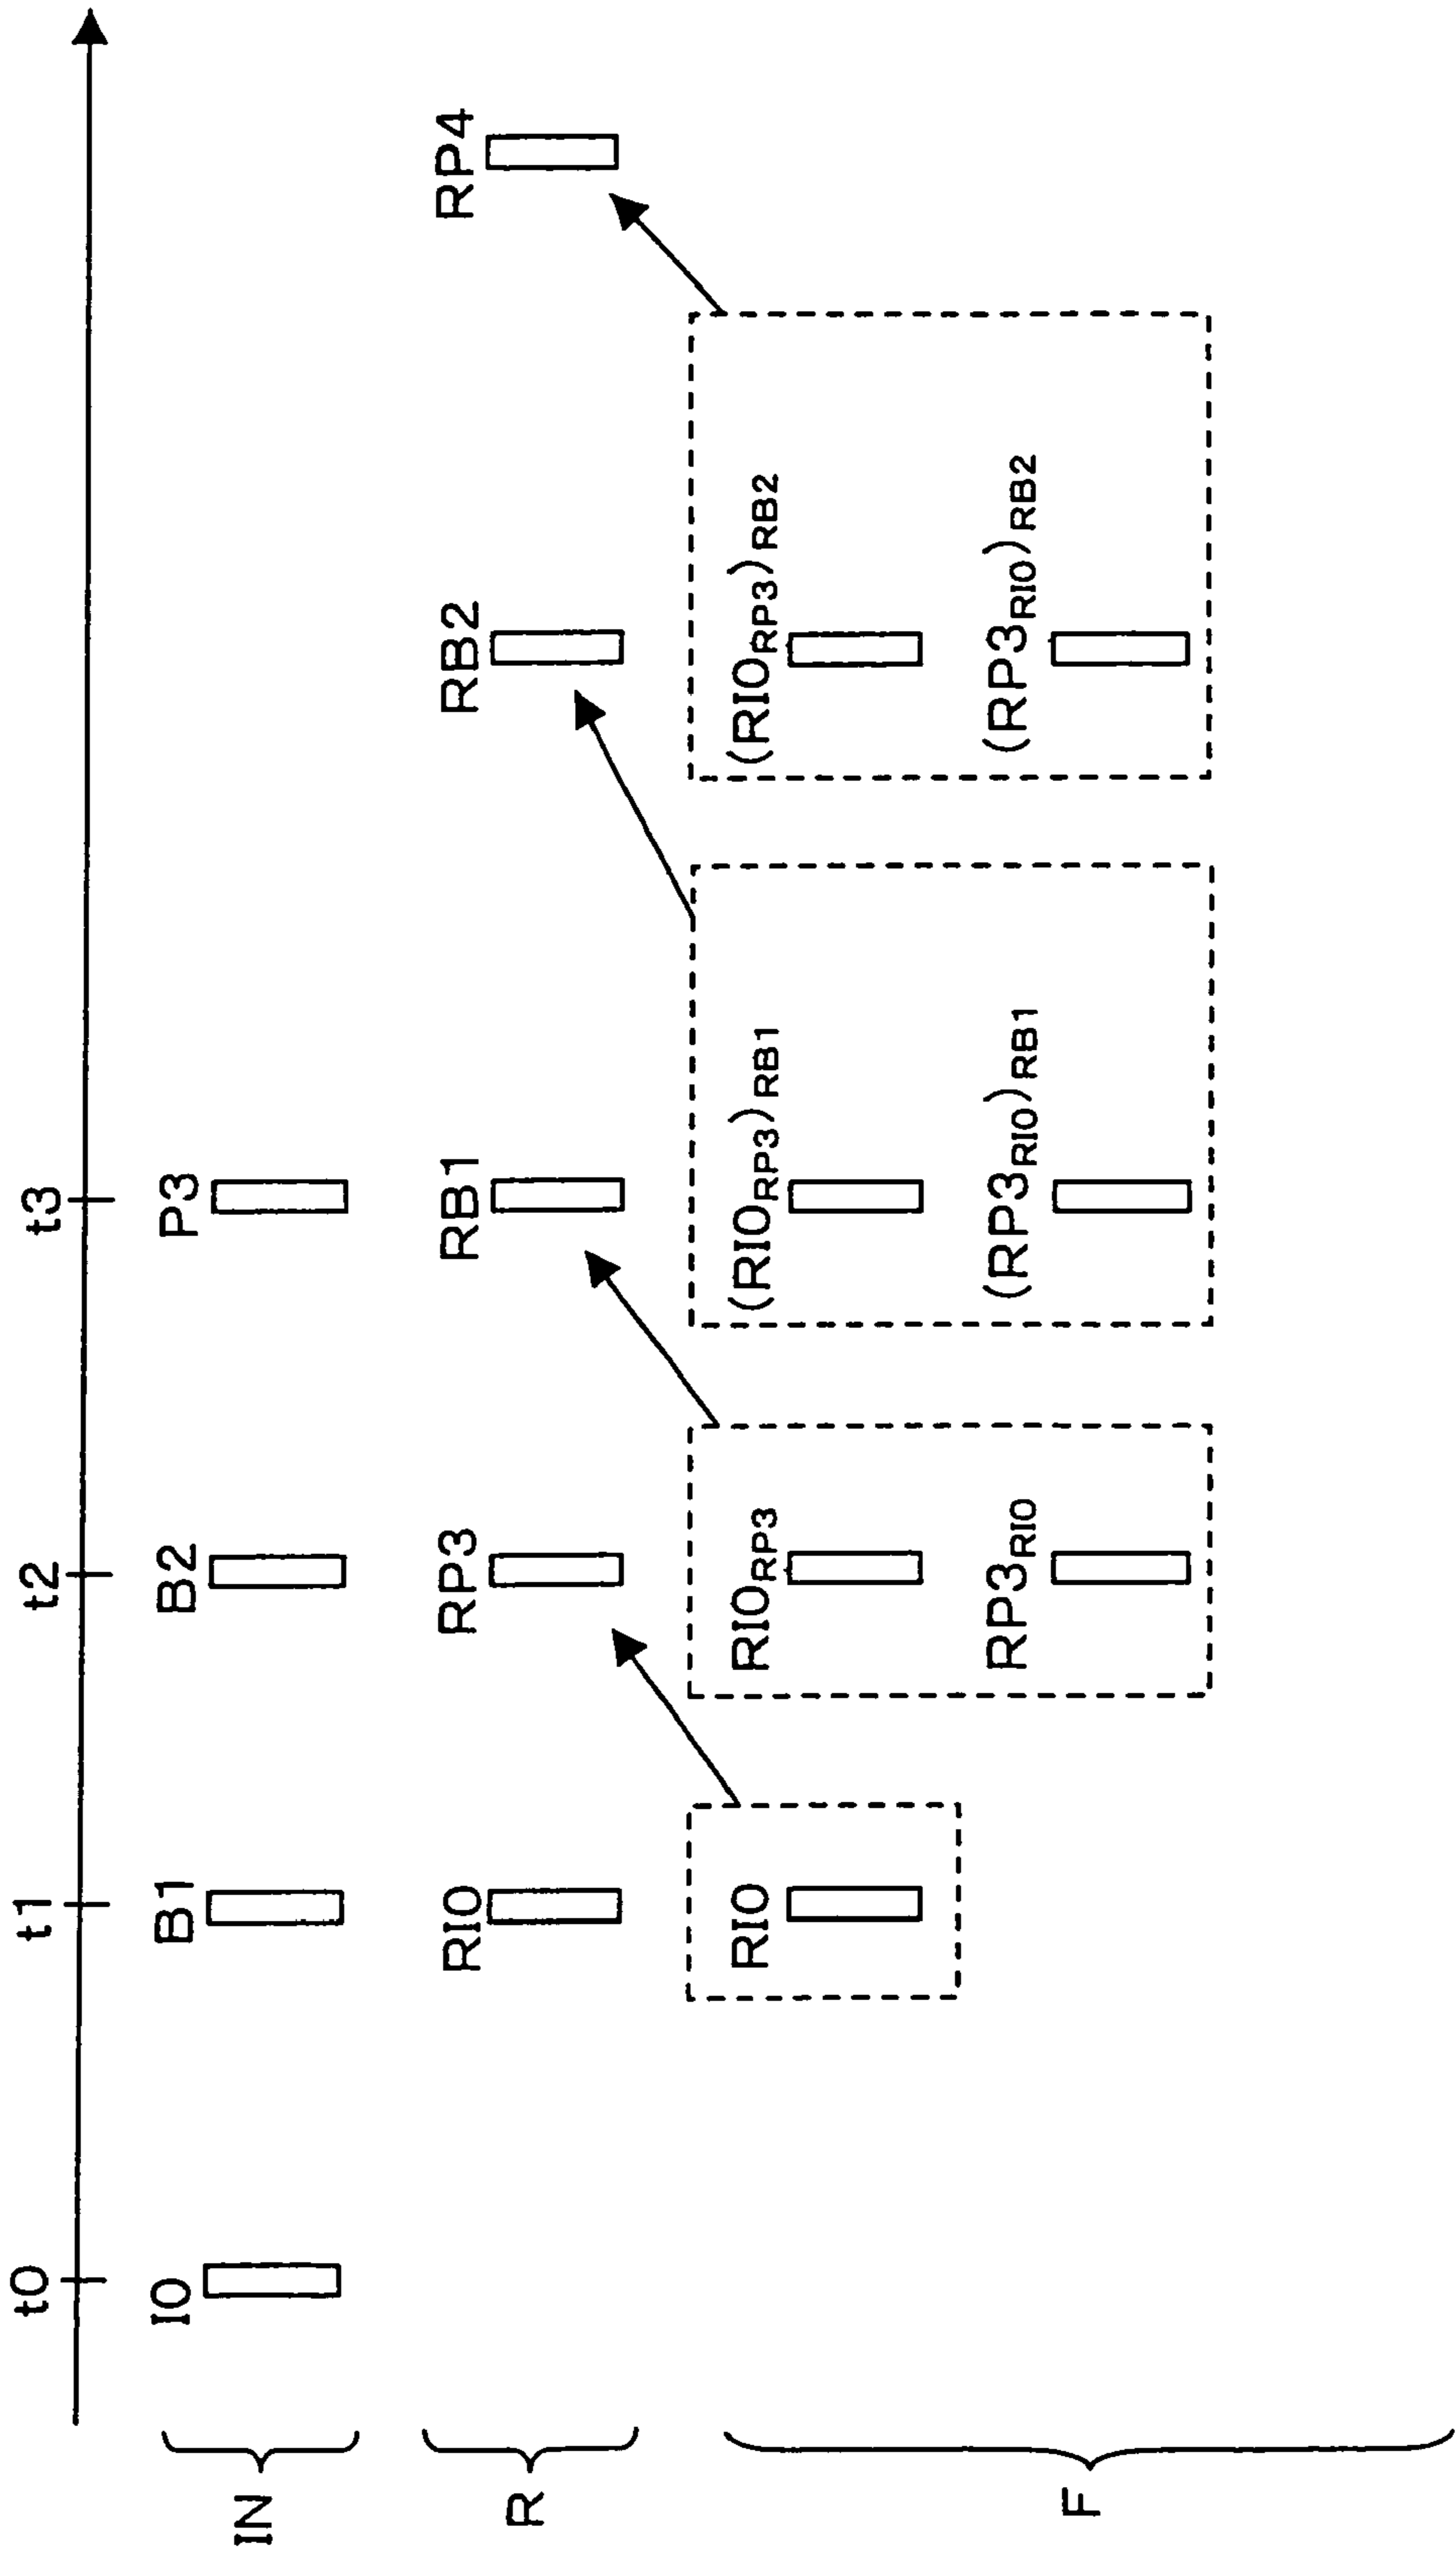 t0 t1 t2 t3
IN I0 B1 B2 P3
R RI0 RP3 RB1 RB2 RP4
RI0 RI0RP3 (RI0RP3)RB1 (RI0RP3)RB2
RP3RI0 (RP3RI0)RB1 (RP3RI0)RB2
F